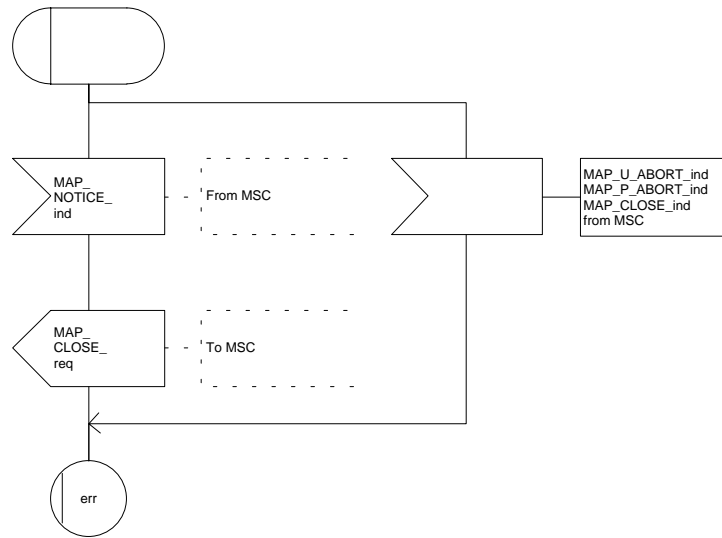 MAP_
NOTICE_
ind
From MSC
MAP_U_ABORT_ind
MAP_P_ABORT_ind
MAP_CLOSE_ind
from MSC
MAP_
CLOSE_
req
To MSC
err